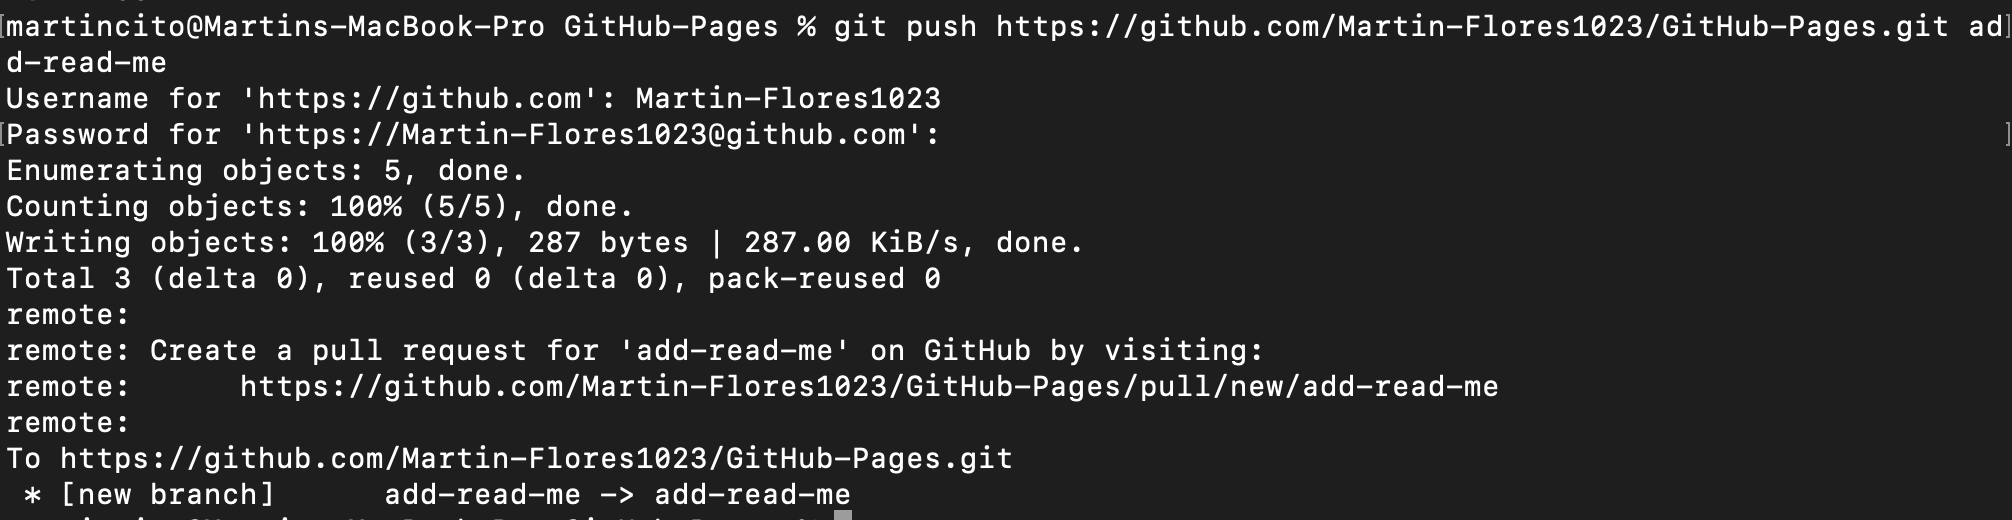 martincito@Martins-MacBook-Pro GitHub-Pages % git push https://github.com/Martin-Flores1023/GitHub-Pages.git ad
d-read-me
Username for 'https://github.com': Martin-Flores1023
Password for 'https://Martin-Flores1023@github.com':
Enumerating objects: 5, done.
Counting objects: 100% (5/5), done.
Writing objects: 100% (3/3), 287 bytes | 287.00 KiB/s, done.
Total 3 (delta 0), reused 0 (delta 0), pack-reused 0
remote:
remote: Create a pull request for 'add-read-me' on GitHub by visiting:
remote:      https://github.com/Martin-Flores1023/GitHub-Pages/pull/new/add-read-me
remote:
To https://github.com/Martin-Flores1023/GitHub-Pages.git
 * [new branch]      add-read-me -> add-read-me